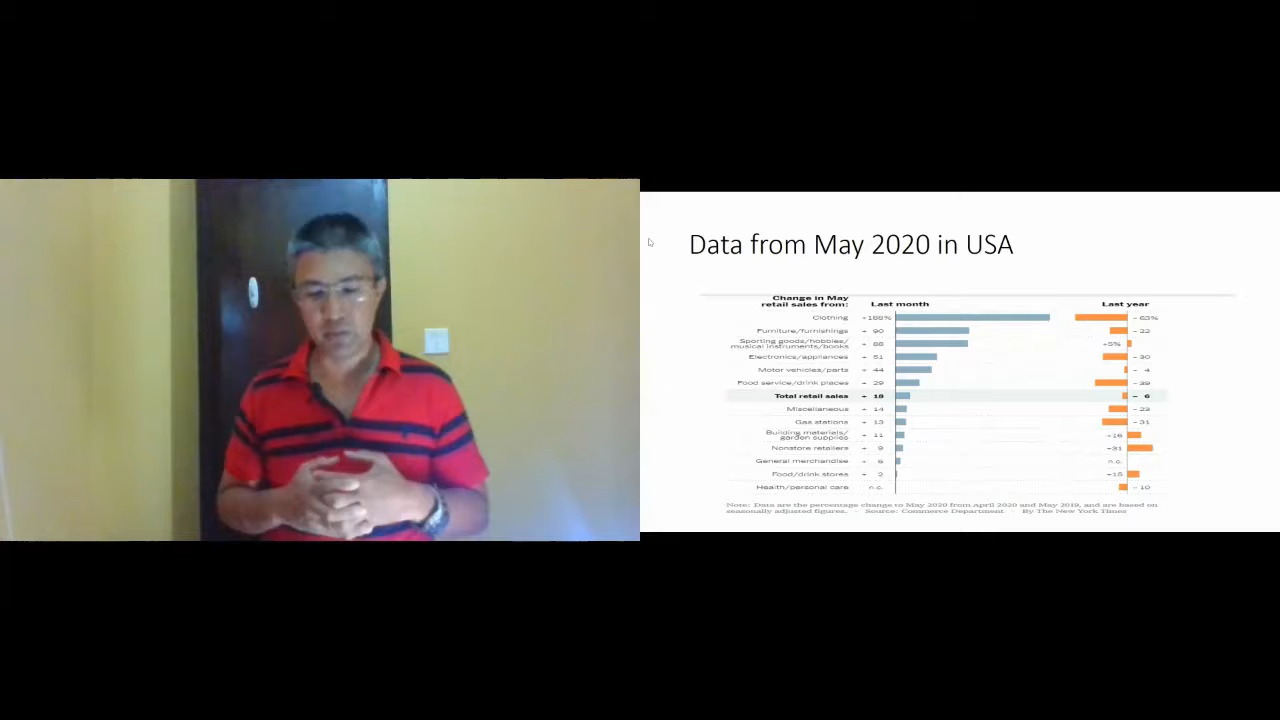 Data from May 2020 in USA
Change in May
retail sales from: Last month Last year
Clothing +188% – 63%
Furniture/furnishings + 90 – 22
Sporting goods/hobbies/
musical instruments/books + 88 +5%
Electronics/appliances + 51 – 30
Motor vehicles/parts + 44 – 4
Food service/drink places + 29 – 39
Total retail sales + 18 – 6
Miscellaneous + 14 – 23
Gas stations + 13 – 31
Building materials/
garden supplies + 11 +16
Nonstore retailers + 9 +31
General merchandise + 6 n.c.
Food/drink stores + 2 +15
Health/personal care n.c. – 10
Note: Data are the percentage change to May 2020 from April 2020 and May 2019, and are based on
seasonally adjusted figures. · Source: Commerce Department · By The New York Times